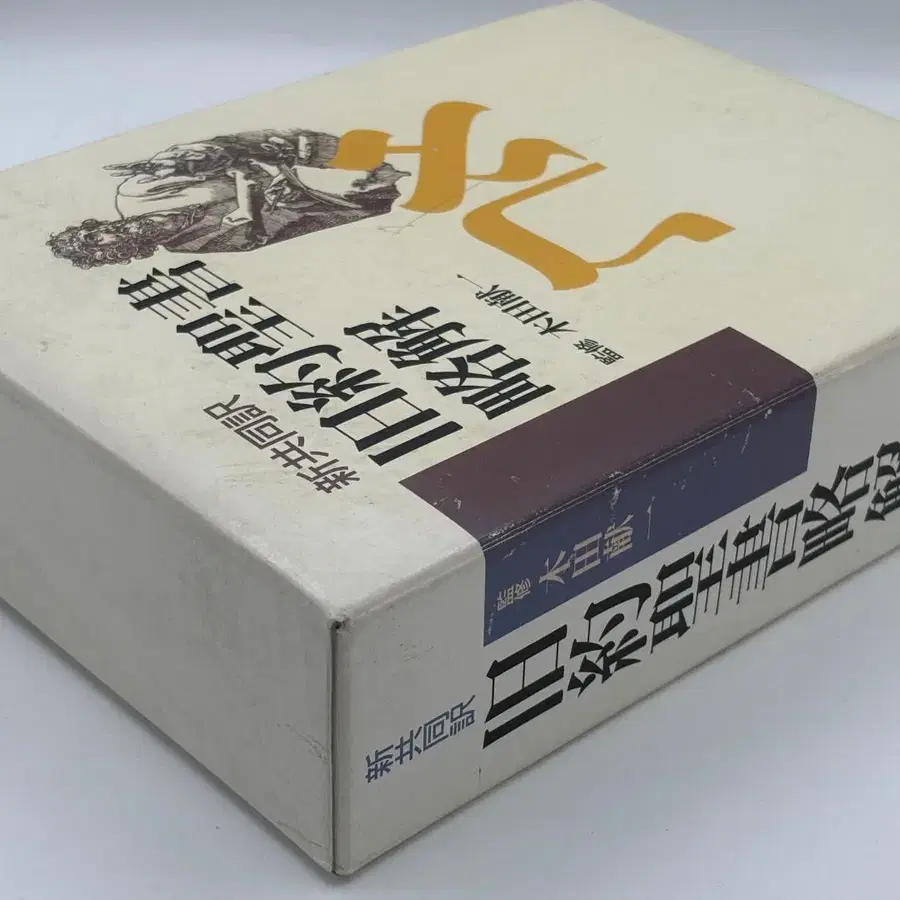 新共同訳
旧約聖書
略解
監修 木田献一
新共同訳
旧約聖書略解
監修 木田献一